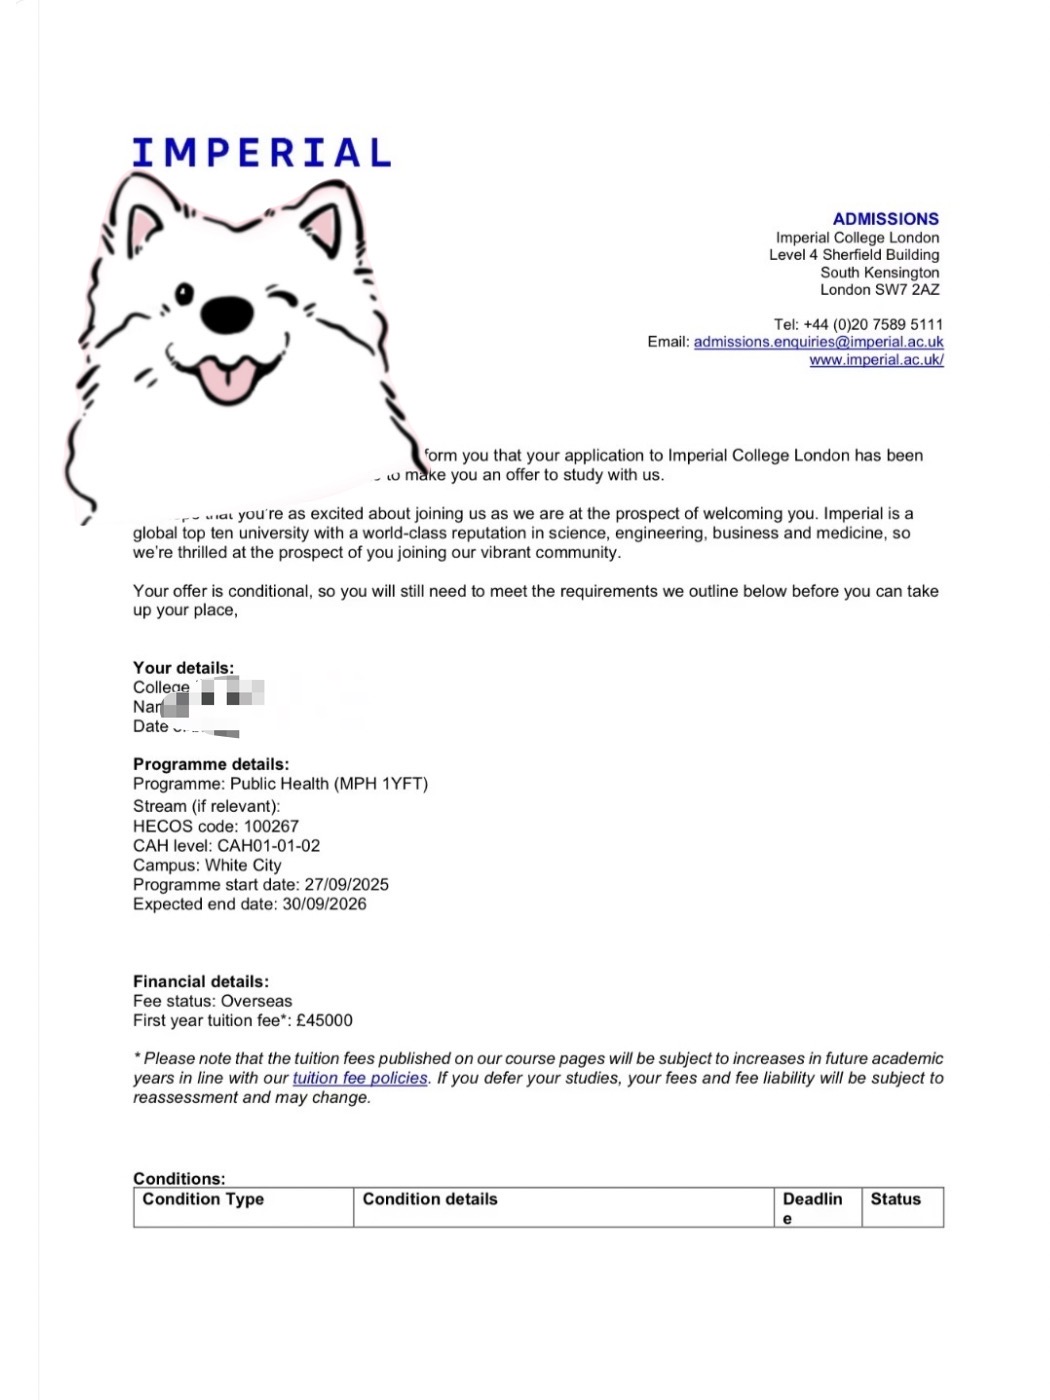 IMPERIAL
ADMISSIONS
Imperial College London
Level 4 Sherfield Building
South Kensington
London SW7 2AZ
Tel: +44 (0)20 7589 5111
Email: admissions.enquiries@imperial.ac.uk
www.imperial.ac.uk/
form you that your application to Imperial College London has been
to make you an offer to study with us.
that you're as excited about joining us as we are at the prospect of welcoming you. Imperial is a
global top ten university with a world-class reputation in science, engineering, business and medicine, so
we're thrilled at the prospect of you joining our vibrant community.
Your offer is conditional, so you will still need to meet the requirements we outline below before you can take
up your place,
Your details:
College
Date
Programme details:
Programme: Public Health (MPH 1YFT)
Stream (if relevant):
HECOS code: 100267
CAH level: CAH01-01-02
Campus: White City
Programme start date: 27/09/2025
Expected end date: 30/09/2026
Financial details:
Fee status: Overseas
First year tuition fee*: £45000
* Please note that the tuition fees published on our course pages will be subject to increases in future academic
years in line with our tuition fee policies. If you defer your studies, your fees and fee liability will be subject to
reassessment and may change.
Conditions:
Condition Type Condition details Deadlin Status
e